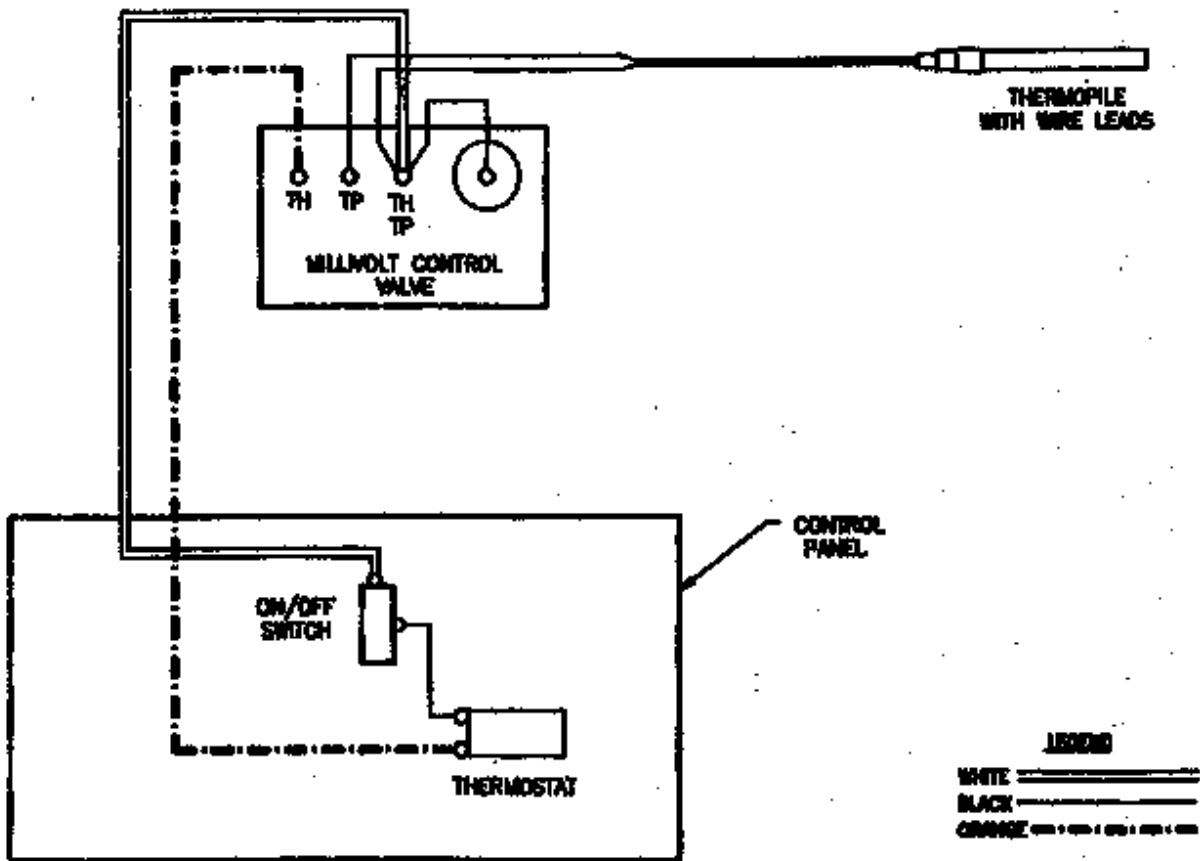 THERMOPILE
WITH WIRE LEADS
TH
TP
TH
TP
MILLIVOLT CONTROL
VALVE
CONTROL
PANEL
ON/OFF
SWITCH
THERMOSTAT
LEGEND
WHITE
BLACK
ORANGE